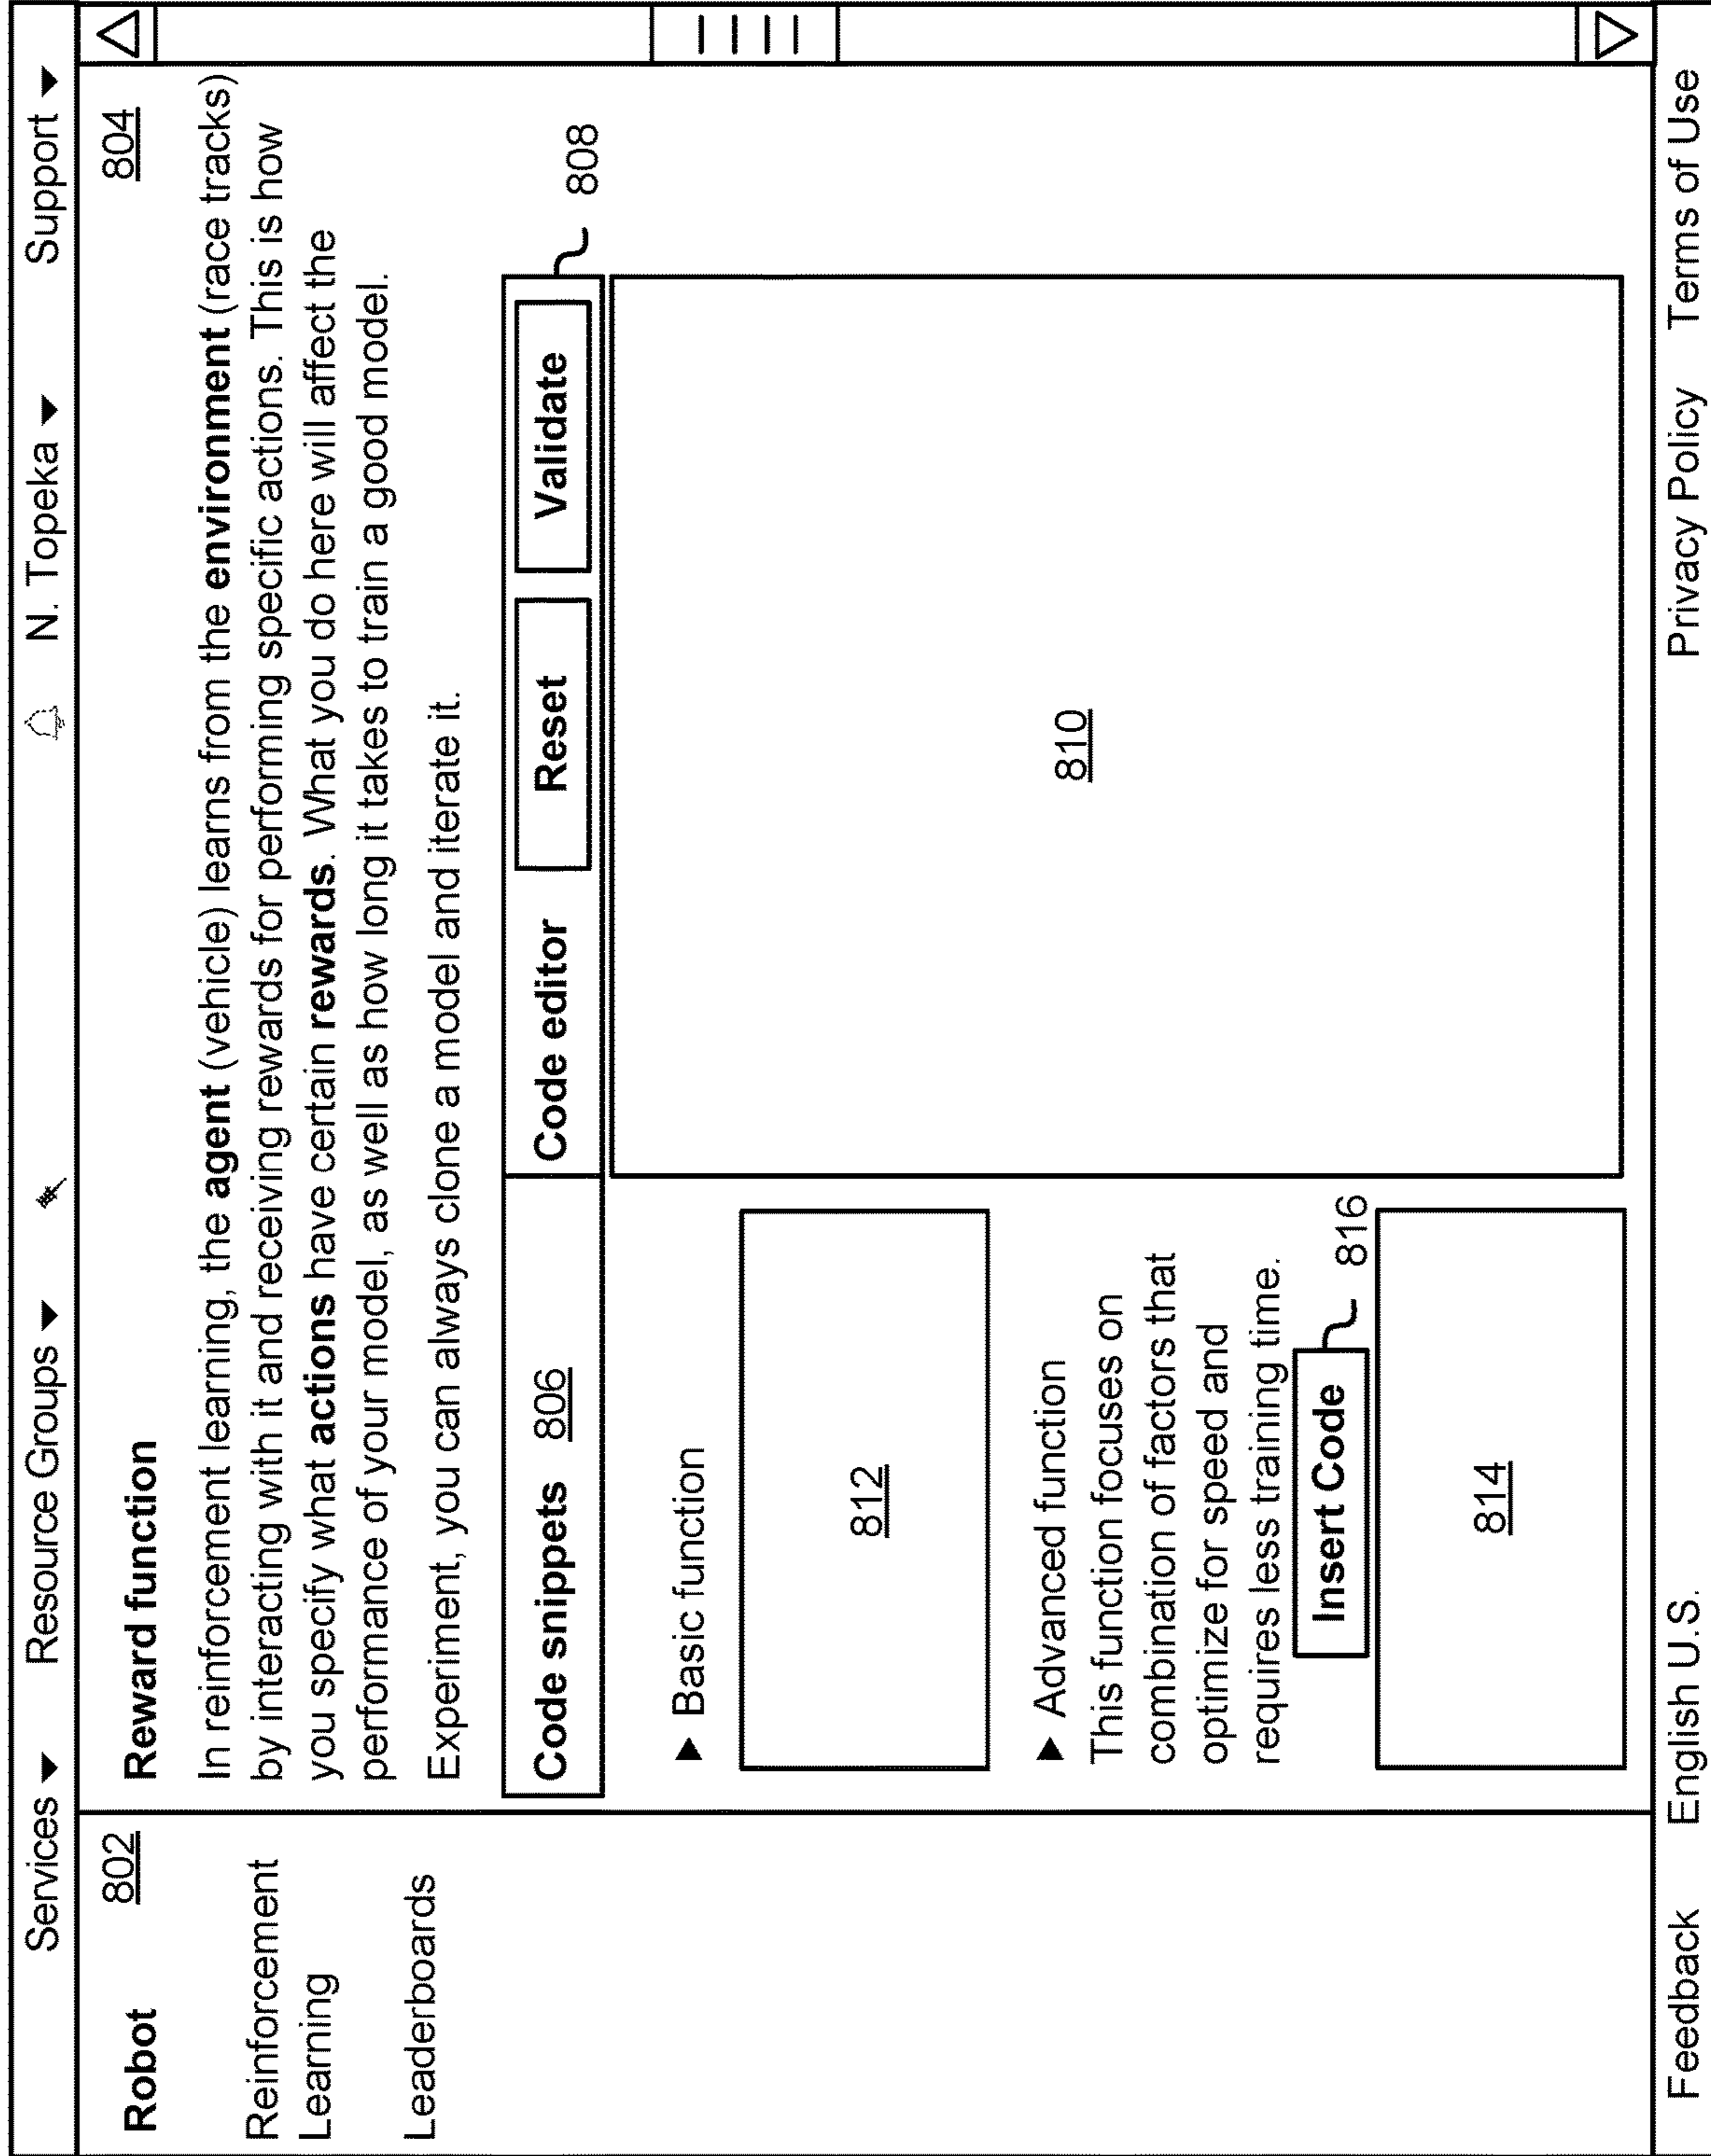 Services Resource Groups N. Topeka Support
Robot 802
Reinforcement
Learning
Leaderboards
Reward function 804
In reinforcement learning, the agent (vehicle) learns from the environment (race tracks)
by interacting with it and receiving rewards for performing specific actions. This is how
you specify what actions have certain rewards. What you do here will affect the
performance of your model, as well as how long it takes to train a good model.
Experiment, you can always clone a model and iterate it.
Code snippets 806
Code editor Reset Validate 808
Basic function
812
Advanced function
This function focuses on
combination of factors that
optimize for speed and
requires less training time.
Insert Code 816
814
810
Feedback English U.S. Privacy Policy Terms of Use